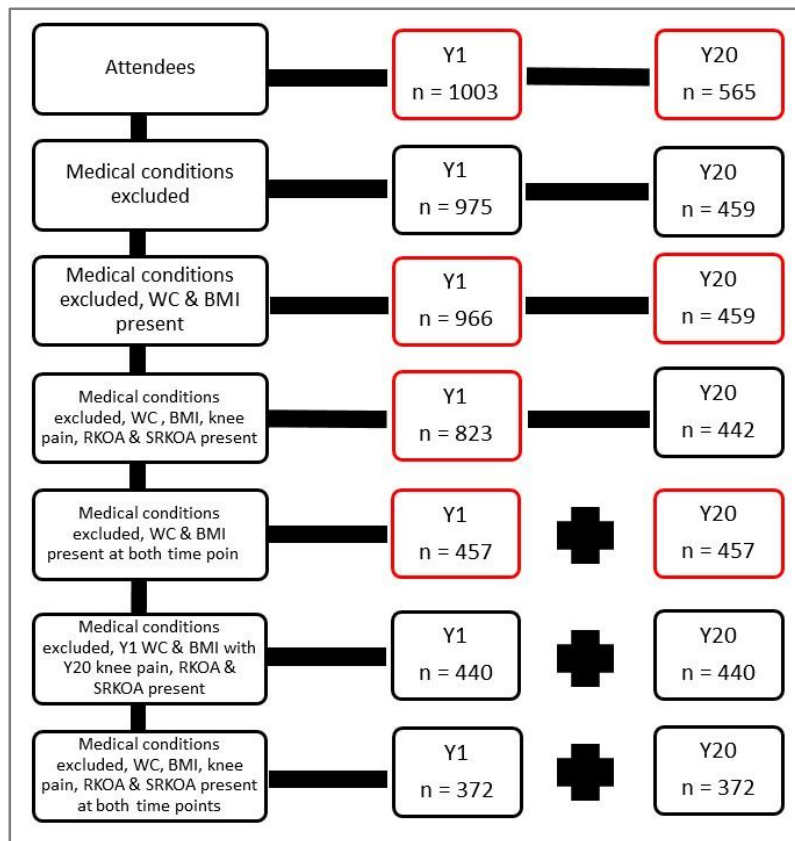 Attendees
Y1
n = 1003
Y20
n = 565
Medical conditions
excluded
Y1
n = 975
Y20
n = 459
Medical conditions
excluded, WC & BMI
present
Y1
n = 966
Y20
n = 459
Medical conditions
excluded, WC , BMI, knee
pain, RKOA & SRKOA present
Y1
n = 823
Y20
n = 442
Medical conditions
excluded, WC & BMI
present at both time poin
Y1
n = 457
Y20
n = 457
Medical conditions
excluded, Y1 WC & BMI with
Y20 knee pain, RKOA &
SRKOA present
Y1
n = 440
Y20
n = 440
Medical conditions
excluded, WC, BMI, knee
pain, RKOA & SRKOA present
at both time points
Y1
n = 372
Y20
n = 372